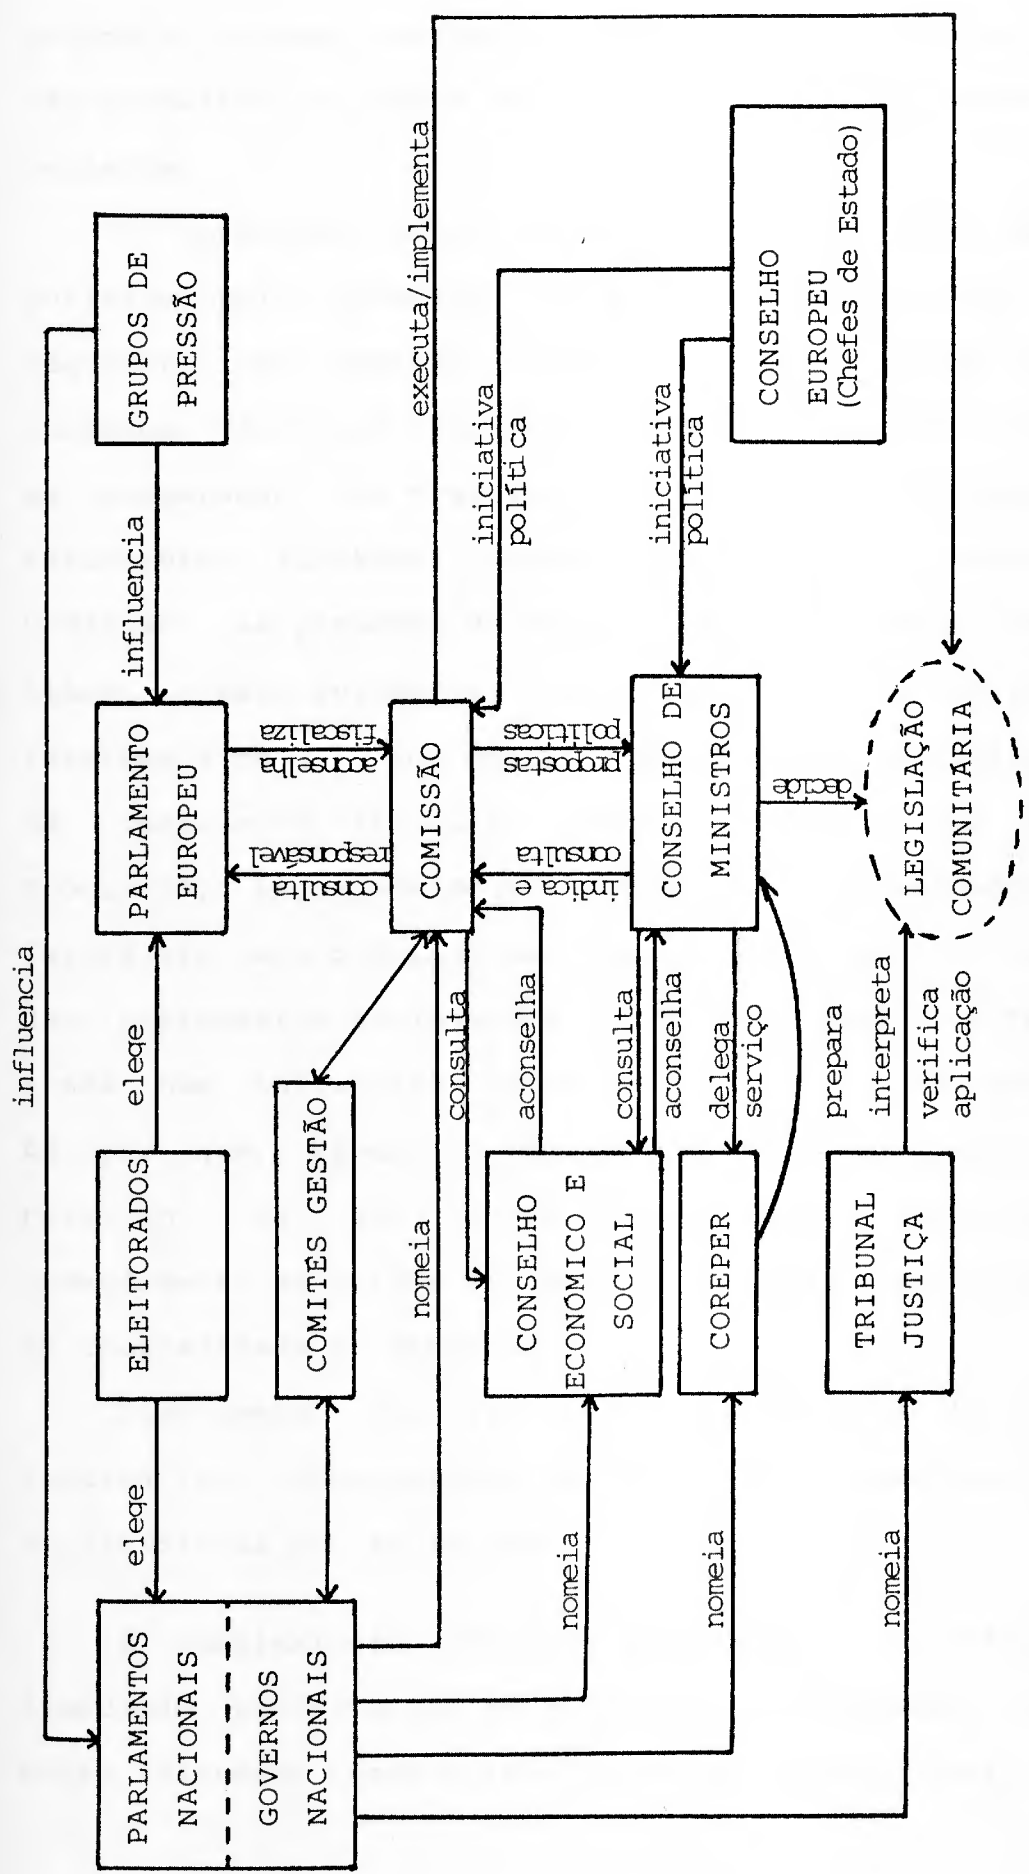 influencia
PARLAMENTOS
NACIONAIS
GOVERNOS
NACIONAIS
elege
ELEITORADOS
elege
PARLAMENTO
EUROPEU
influencia
GRUPOS DE
PRESSÃO
COMITÉS GESTÃO
consulta
responsável
aconselha
fiscaliza
nomeia
consulta
aconselha
COMISSÃO
executa/implementa
iniciativa
política
indica e
consulta
propostas
políticas
nomeia
CONSELHO
ECONÓMICO E
SOCIAL
consulta
aconselha
CONSELHO DE
MINISTROS
iniciativa
política
nomeia
COREPER
delega
serviço
prepara
CONSELHO
EUROPEU
(Chefes de Estado)
decide
nomeia
TRIBUNAL
JUSTIÇA
interpreta
verifica
aplicação
LEGISLAÇÃO
COMUNITÁRIA